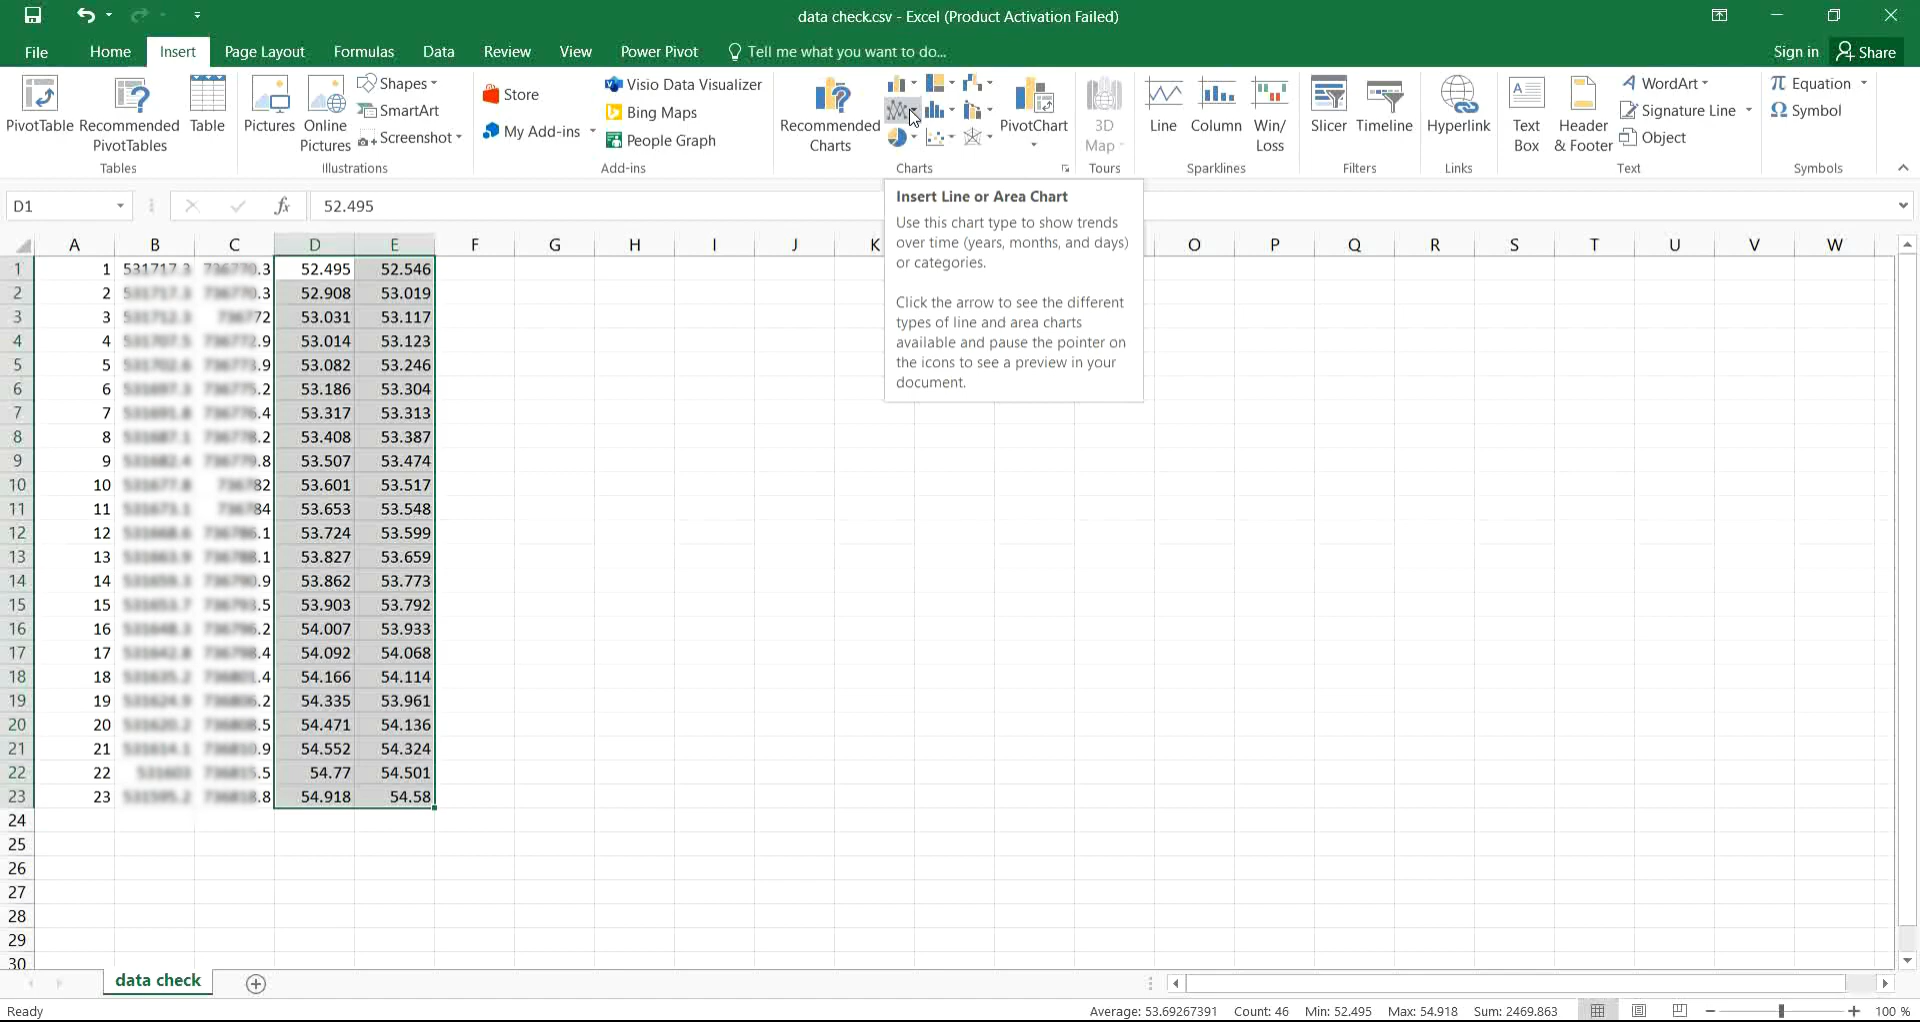 data check.csv - Excel (Product Activation Failed)
File Home Insert Page Layout Formulas Data Review View Power Pivot Tell me what you want to do... Sign in Share
PivotTable Recommended PivotTables Table
Tables
Pictures Online Pictures Shapes SmartArt Screenshot
Illustrations
Store My Add-ins Visio Data Visualizer Bing Maps People Graph
Add-ins
Recommended Charts PivotChart
Charts
3D Map
Tours
Line Column Win/Loss
Sparklines
Slicer Timeline
Filters
Hyperlink
Links
Text Box Header & Footer WordArt Signature Line Object
Text
Equation Symbol
Symbols
D1 fx 52.495
Insert Line or Area Chart
Use this chart type to show trends
over time (years, months, and days)
or categories.
Click the arrow to see the different
types of line and area charts
available and pause the pointer on
the icons to see a preview in your
document.
A B C D E F G H I J K O P Q R S T U V W
1 1 52.495 52.546
2 2 52.908 53.019
3 3 53.031 53.117
4 4 53.014 53.123
5 5 53.082 53.246
6 6 53.186 53.304
7 7 53.317 53.313
8 8 53.408 53.387
9 9 53.507 53.474
10 10 53.601 53.517
11 11 53.653 53.548
12 12 53.724 53.599
13 13 53.827 53.659
14 14 53.862 53.773
15 15 53.903 53.792
16 16 54.007 53.933
17 17 54.092 54.068
18 18 54.166 54.114
19 19 54.335 53.961
20 20 54.471 54.136
21 21 54.552 54.324
22 22 54.77 54.501
23 23 54.918 54.58
24
25
26
27
28
29
30
data check
Ready Average: 53.69267391 Count: 46 Min: 52.495 Max: 54.918 Sum: 2469.863 100 %